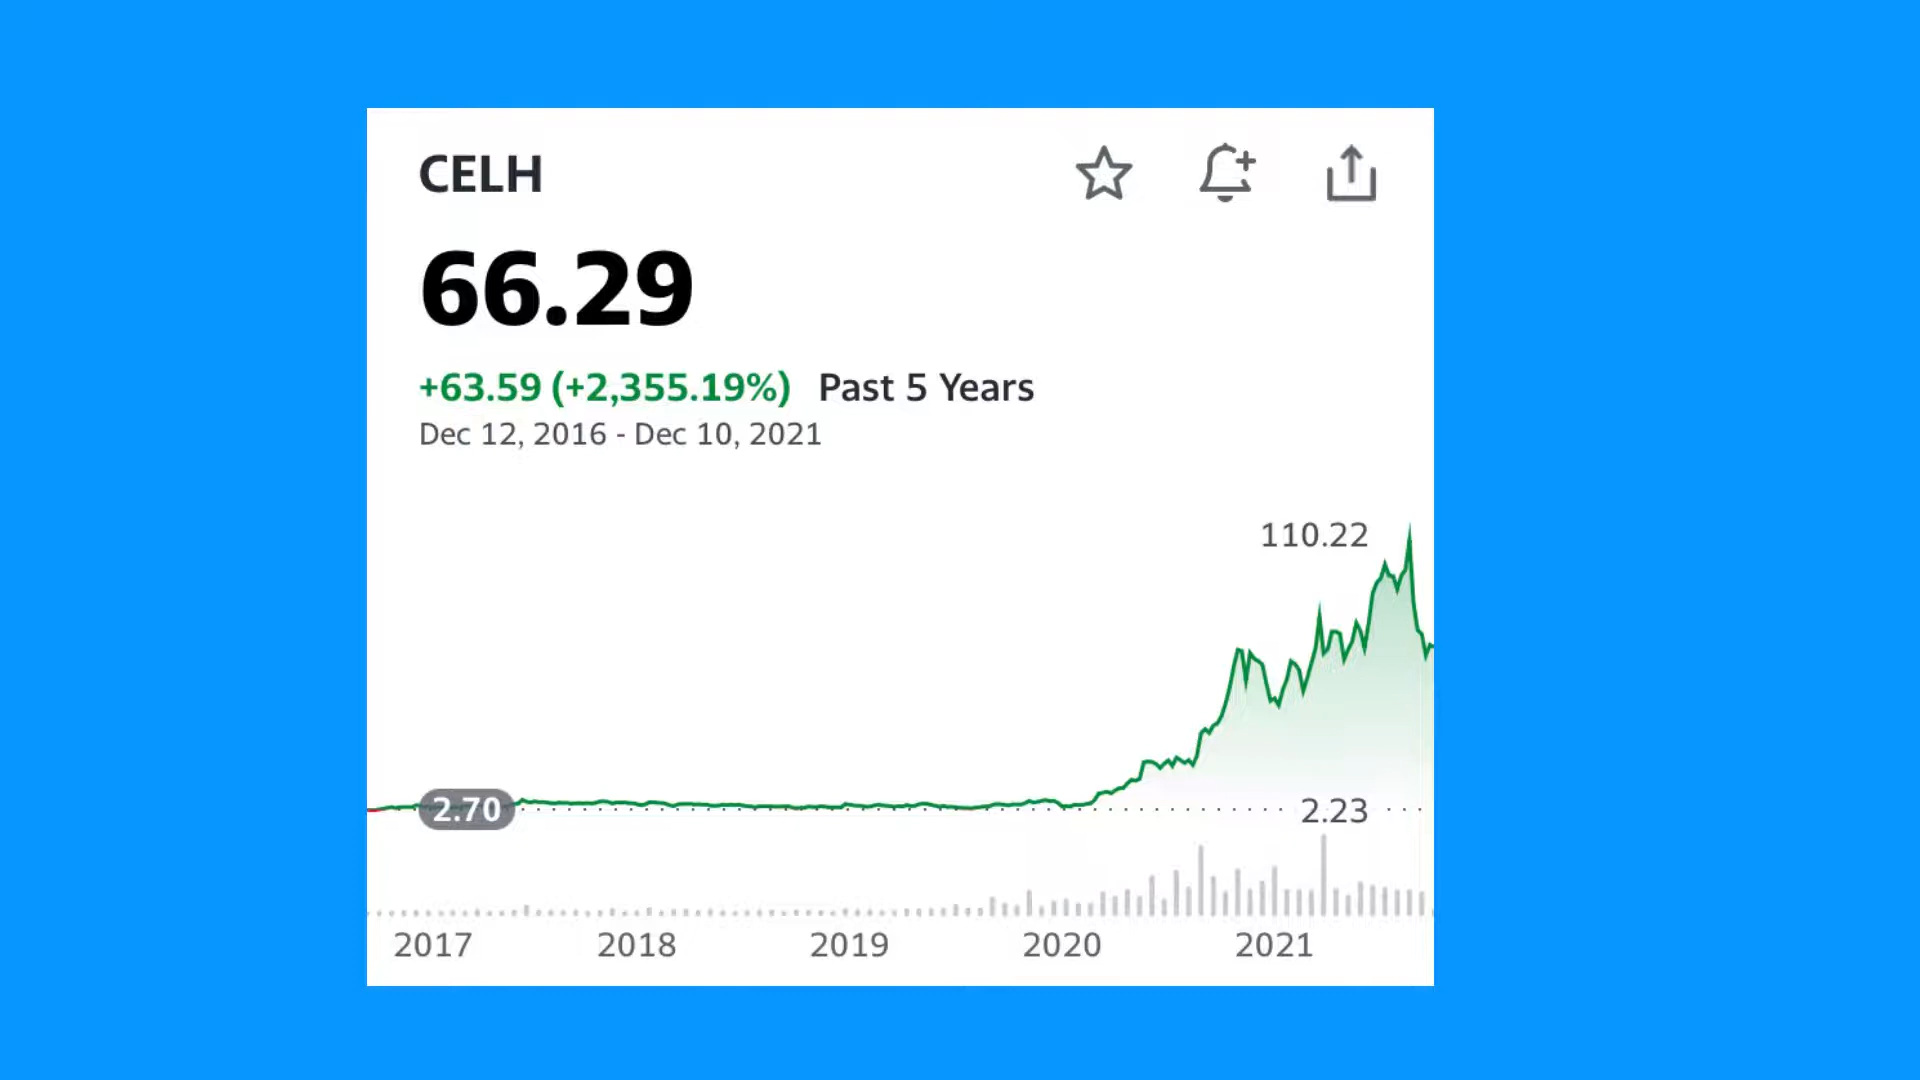 CELH
66.29
+63.59 (+2,355.19%) Past 5 Years
Dec 12, 2016 - Dec 10, 2021
110.22
2.70
2.23
2017 2018 2019 2020 2021